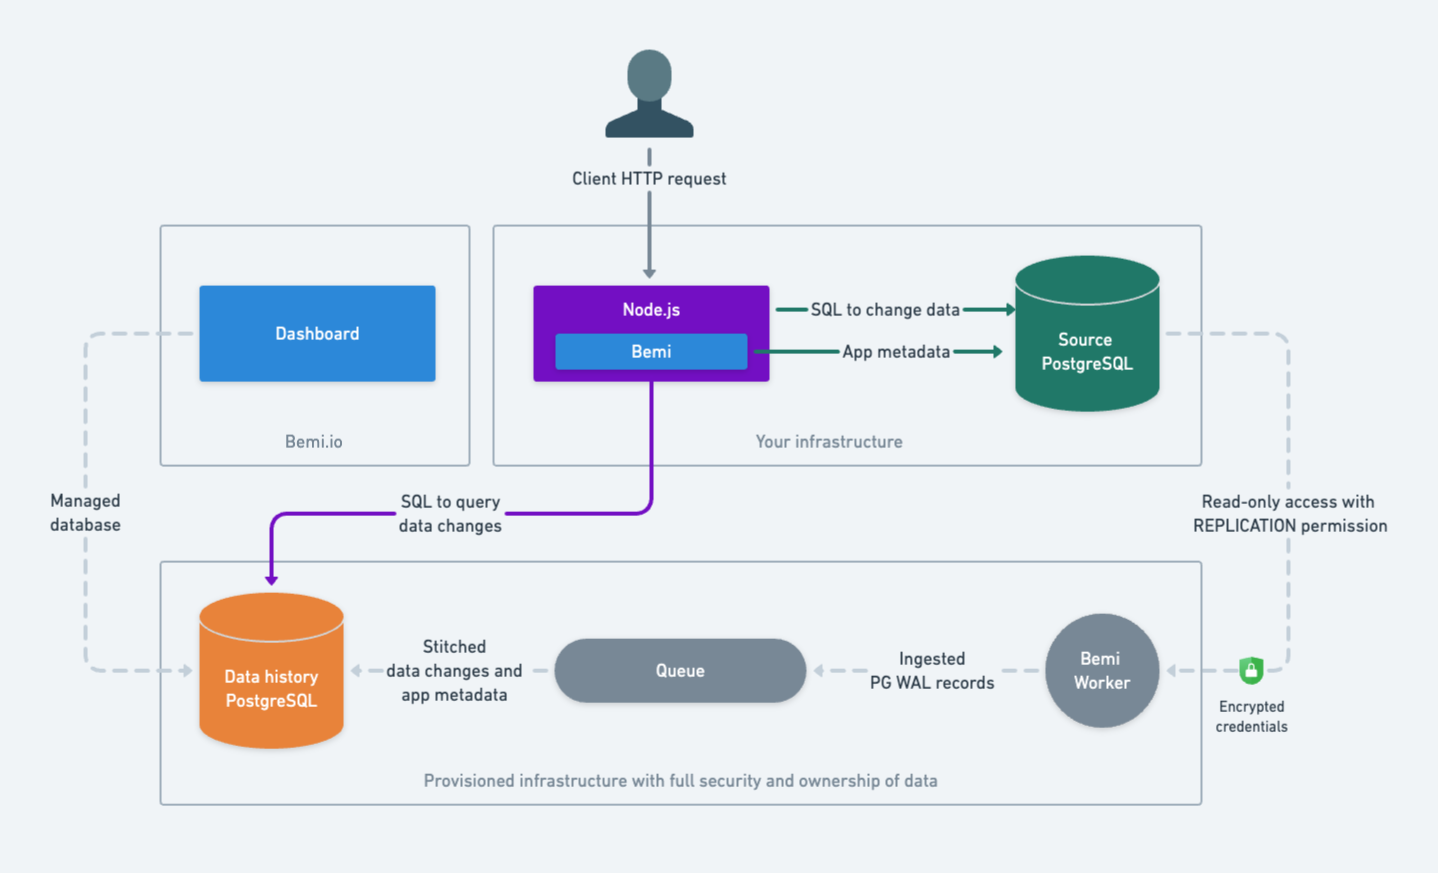 Client HTTP request
Dashboard
Bemi.io
Node.js
Bemi
SQL to change data
App metadata
Source
PostgreSQL
Your infrastructure
Managed
database
SQL to query
data changes
Read-only access with
REPLICATION permission
Data history
PostgreSQL
Stitched
data changes and
app metadata
Queue
Ingested
PG WAL records
Bemi
Worker
Encrypted
credentials
Provisioned infrastructure with full security and ownership of data